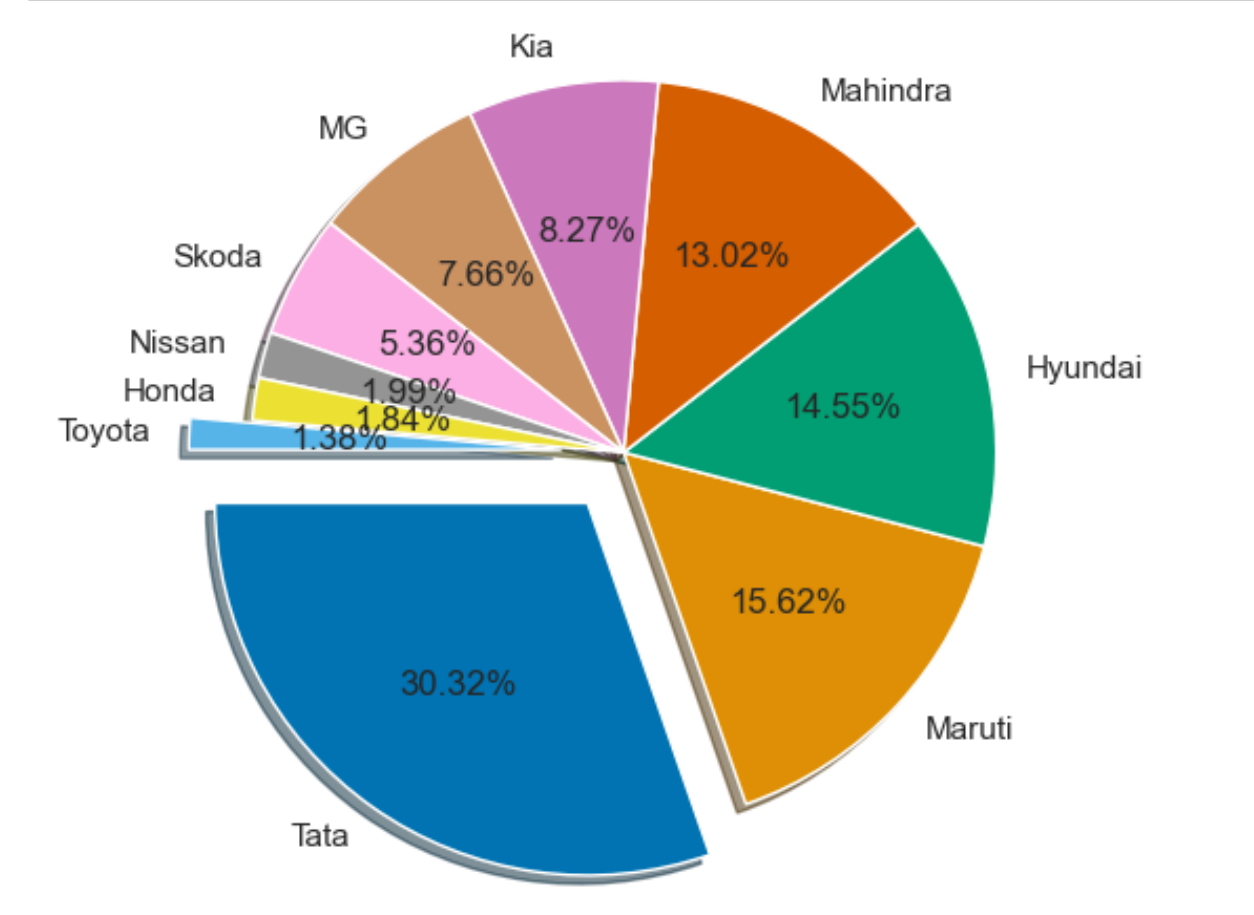 Kia
Mahindra
MG
8.27%
13.02%
Skoda
7.66%
Nissan
5.36%
Hyundai
Honda
1.99%
14.55%
Toyota
1.84%
1.38%
15.62%
30.32%
Maruti
Tata